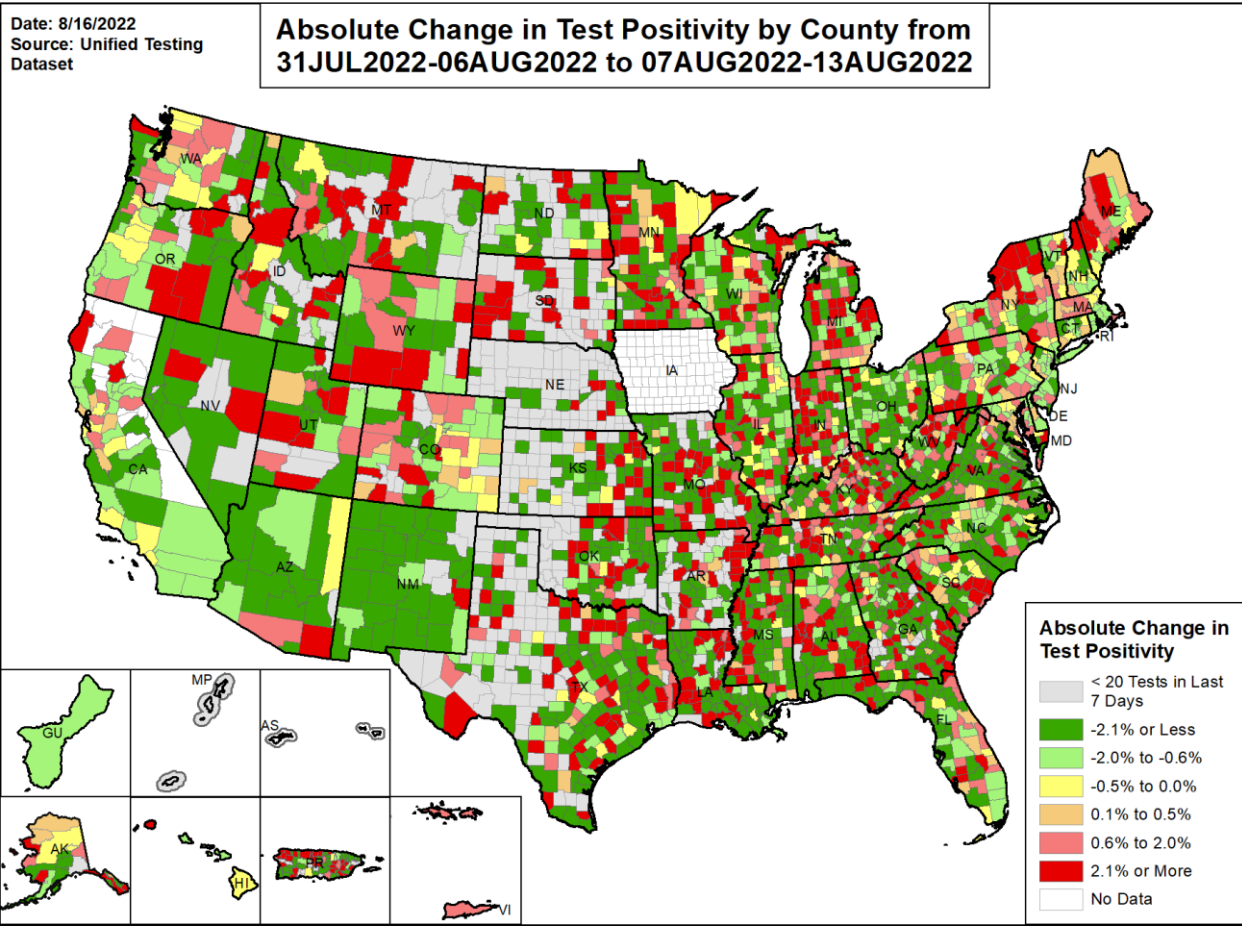 Date: 8/16/2022
Source: Unified Testing
Dataset
Absolute Change in Test Positivity by County from
31JUL2022-06AUG2022 to 07AUG2022-13AUG2022
WA
MT
ND
MN
ME
OR
ID
SD
WI
MI
VT
NH
NY
MA
CT
RI
WY
NE
IA
PA
NJ
NV
UT
CO
KS
MO
IL
IN
OH
DE
MD
WV
VA
CA
KY
NC
AZ
NM
OK
AR
TN
SC
MS
AL
GA
TX
LA
FL
GU
MP
AS
AK
HI
PR
VI
Absolute Change in
Test Positivity
< 20 Tests in Last
7 Days
-2.1% or Less
-2.0% to -0.6%
-0.5% to 0.0%
0.1% to 0.5%
0.6% to 2.0%
2.1% or More
No Data